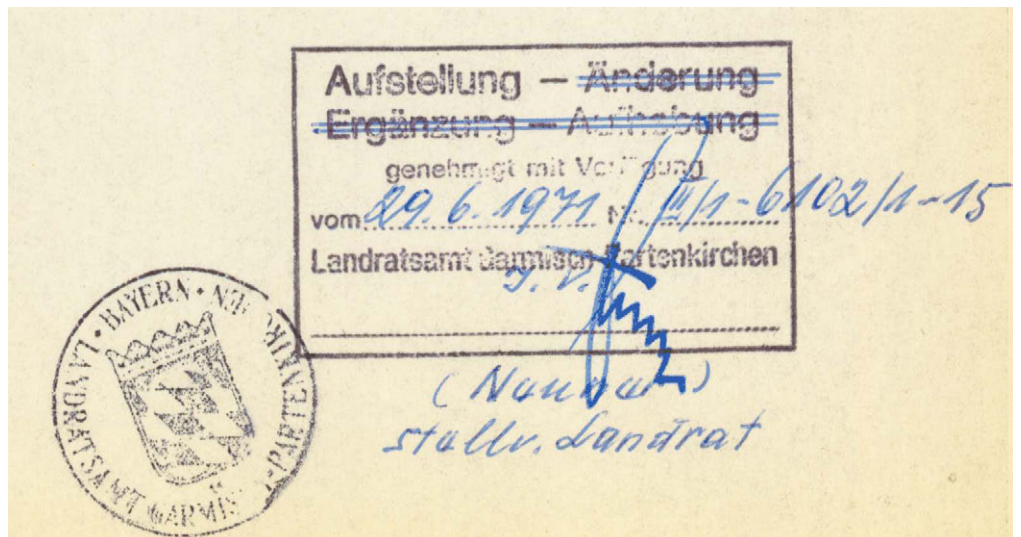 Aufstellung – Änderung
Ergänzung – Aufhebung
genehmigt mit Verfügung
vom 29.6.1971 Nr. III/1-6102/1-15
Landratsamt Garmisch-Partenkirchen
I.V.
stellv. Landrat
BAYERN · LANDRATSAMT GARMISCH-PARTENKIRCHEN